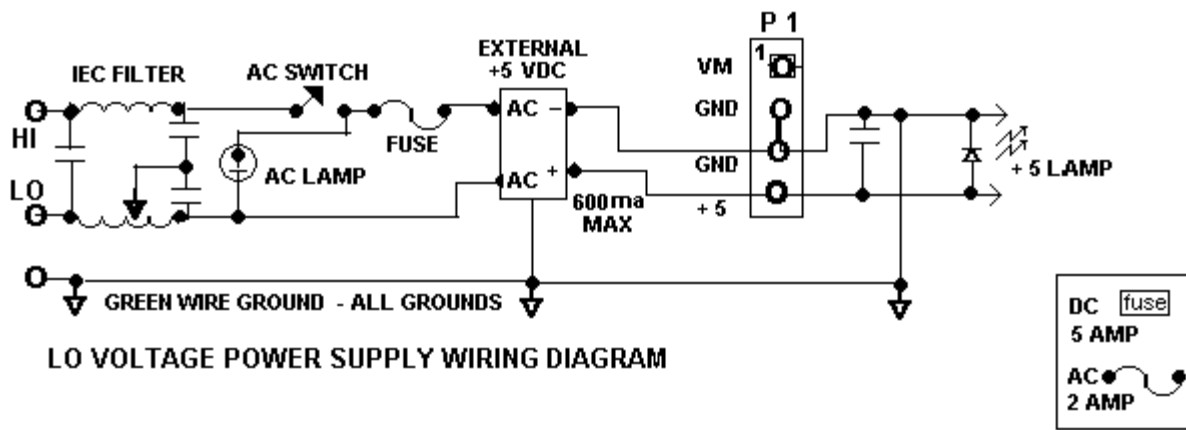 P 1
EXTERNAL
+5 VDC
IEC FILTER
AC SWITCH
VM
1
HI
AC –
GND
FUSE
LO
AC LAMP
AC +
GND
+ 5 LAMP
600ma
MAX
+ 5
GREEN WIRE GROUND - ALL GROUNDS
LO VOLTAGE POWER SUPPLY WIRING DIAGRAM
DC fuse
5 AMP
AC
2 AMP